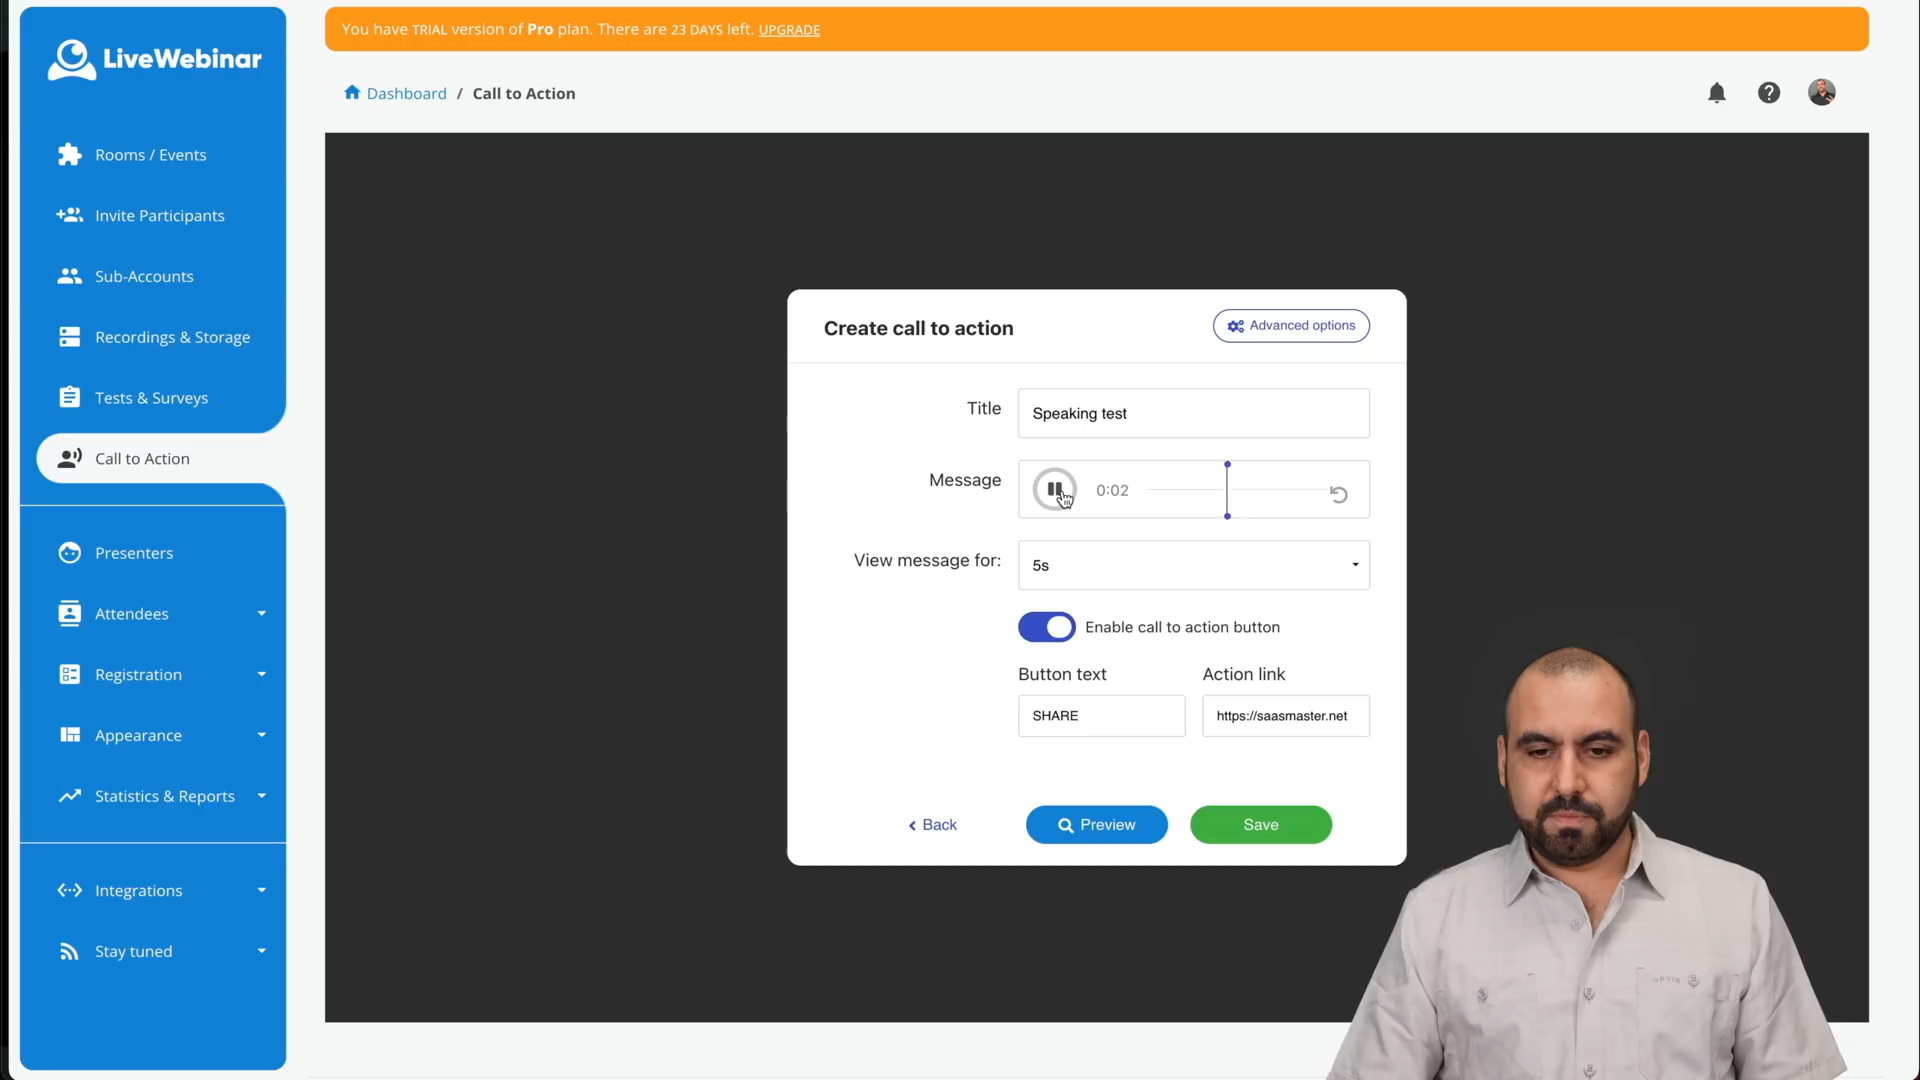 You have TRIAL version of Pro plan. There are 23 DAYS left. UPGRADE
LiveWebinar
Dashboard / Call to Action
Rooms / Events
Invite Participants
Sub-Accounts
Recordings & Storage
Tests & Surveys
Call to Action
Presenters
Attendees
Registration
Appearance
Statistics & Reports
Integrations
Stay tuned
Create call to action
Advanced options
Title
Speaking test
Message
0:02
View message for:
5s
Enable call to action button
Button text
Action link
SHARE
https://saasmaster.net
Back
Preview
Save
ORVIS